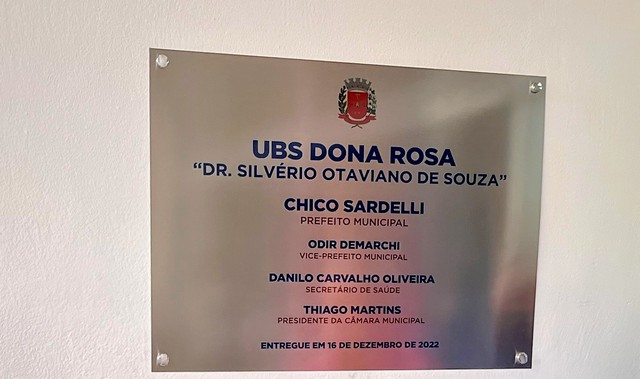 UBS DONA ROSA
“DR. SILVÉRIO OTAVIANO DE SOUZA”
CHICO SARDELLI
PREFEITO MUNICIPAL
ODIR DEMARCHI
VICE-PREFEITO MUNICIPAL
DANILO CARVALHO OLIVEIRA
SECRETÁRIO DE SAÚDE
THIAGO MARTINS
PRESIDENTE DA CÂMARA MUNICIPAL
ENTREGUE EM 16 DE DEZEMBRO DE 2022